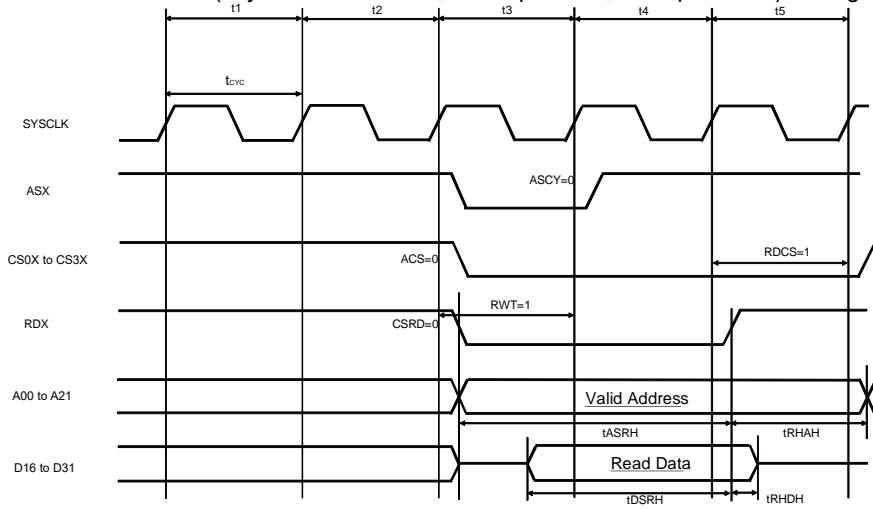 t1 t2 t3 t4 t5
tCYC
SYSCLK
ASX
ASCY=0
CS0X to CS3X
ACS=0
RDCS=1
RDX
CSRD=0
RWT=1
A00 to A21
Valid Address
tASRH
tRHAH
D16 to D31
Read Data
tDSRH
tRHDH